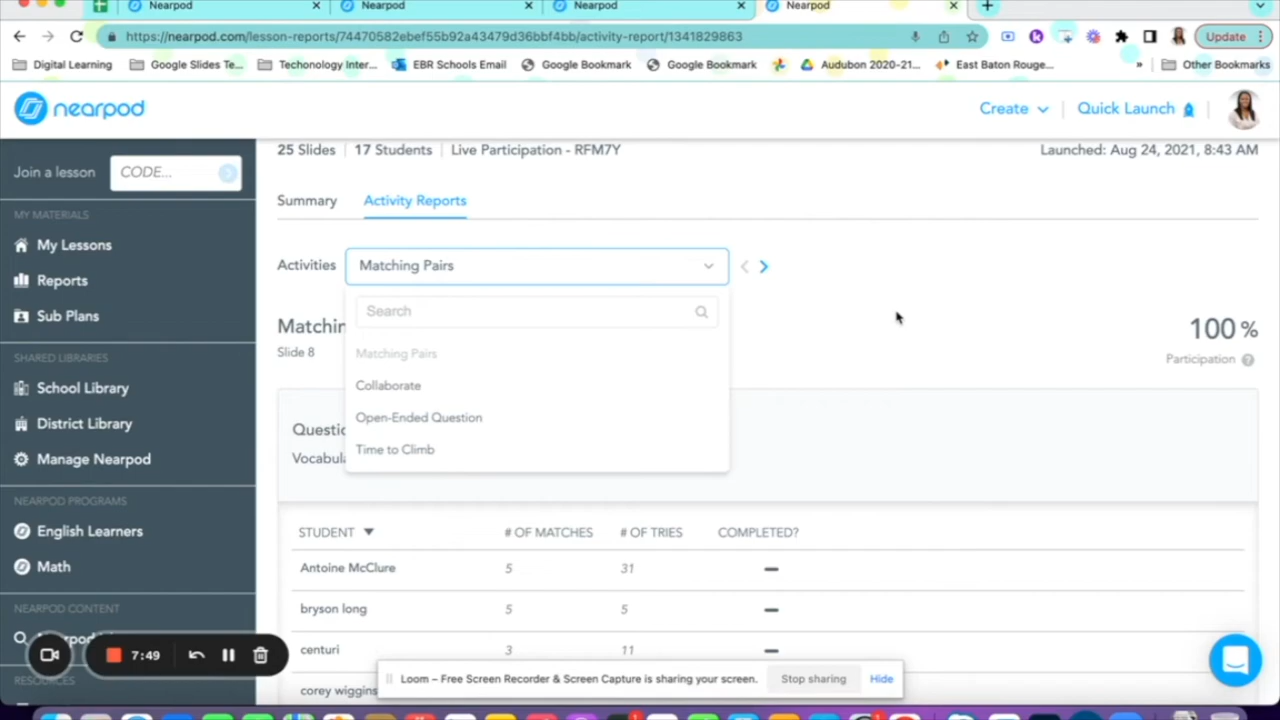 Nearpod
Nearpod
Nearpod
Nearpod
https://nearpod.com/lesson-reports/74470582ebef55b92a43479d36bbf4bb/activity-report/1341829863
Update
Digital Learning
Google Slides Te...
Techonology Inter...
EBR Schools Email
Google Bookmark
Google Bookmark
Audubon 2020-21...
East Baton Rouge...
»
Other Bookmarks
nearpod
Create
Quick Launch
Join a lesson
CODE...
MY MATERIALS
My Lessons
Reports
Sub Plans
SHARED LIBRARIES
School Library
District Library
Manage Nearpod
NEARPOD PROGRAMS
English Learners
Math
NEARPOD CONTENT
RESOURCES
7:49
25 Slides | 17 Students | Live Participation - RFM7Y
Launched: Aug 24, 2021, 8:43 AM
Summary
Activity Reports
Activities
Matching Pairs
Search
Matching Pairs
Collaborate
Open-Ended Question
Time to Climb
Matchin
Slide 8
100 %
Participation ?
Questio
Vocabula
STUDENT # OF MATCHES # OF TRIES COMPLETED?
Antoine McClure 5 31 –
bryson long 5 5 –
centuri 3 11 –
corey wiggins
Loom – Free Screen Recorder & Screen Capture is sharing your screen.
Stop sharing
Hide